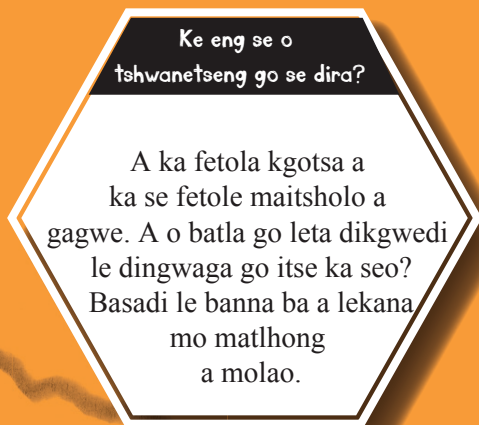 Ke eng se o
tshwanetseng go se dira?
A ka fetola kgotsa a
ka se fetole maitsholo a
gagwe. A o batla go leta dikgwedi
le dingwaga go itse ka seo?
Basadi le banna ba a lekana
mo matlhong
a molao.